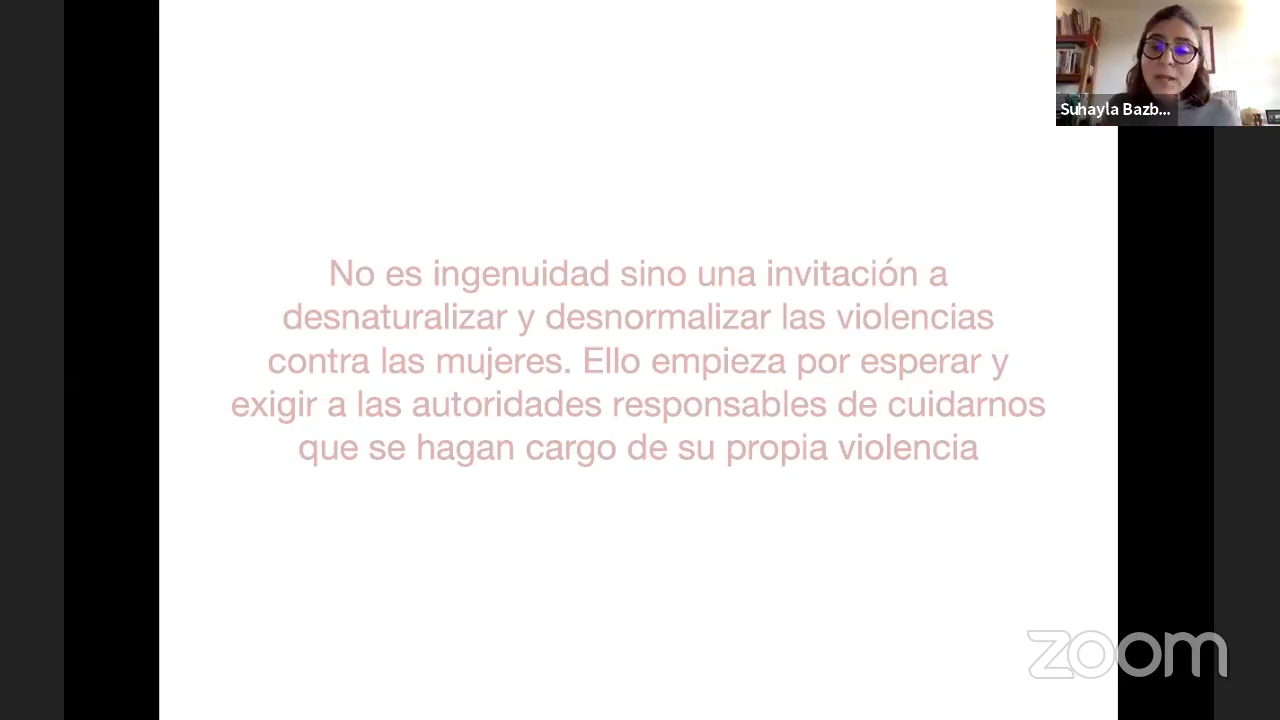 Suhayla Bazb...
No es ingenuidad sino una invitación a
desnaturalizar y desnormalizar las violencias
contra las mujeres. Ello empieza por esperar y
exigir a las autoridades responsables de cuidarnos
que se hagan cargo de su propia violencia
zoom